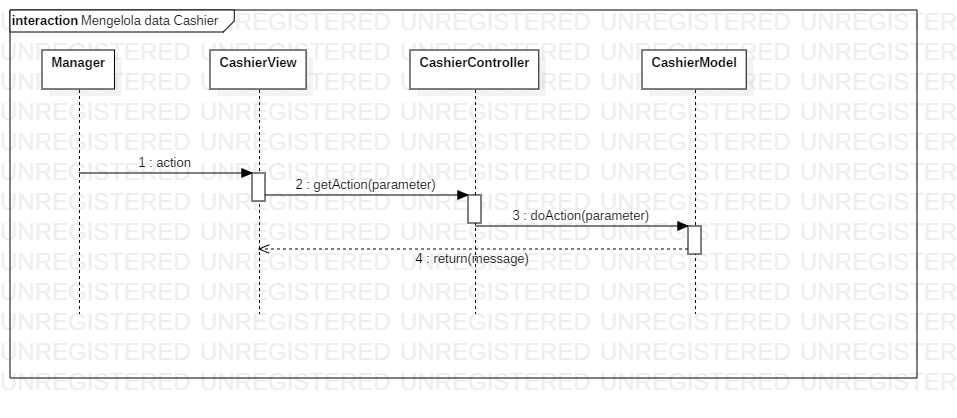 interaction Mengelola data Cashier
Manager
CashierView
CashierController
CashierModel
1 : action
2 : getAction(parameter)
3 : doAction(parameter)
4 : return(message)
UNREGISTERED UNREGISTERED UNREGISTERED UNREGISTERED UNREGISTER